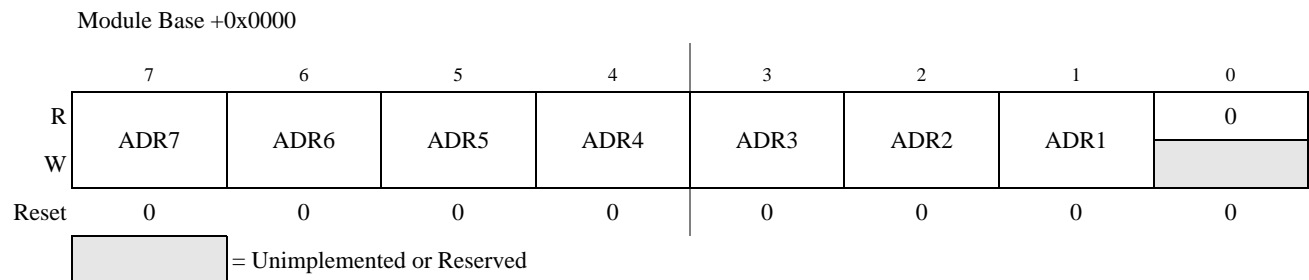 Module Base +0x0000
7 6 5 4 3 2 1 0
R ADR7 ADR6 ADR5 ADR4 ADR3 ADR2 ADR1 0
W
Reset 0 0 0 0 0 0 0 0
= Unimplemented or Reserved